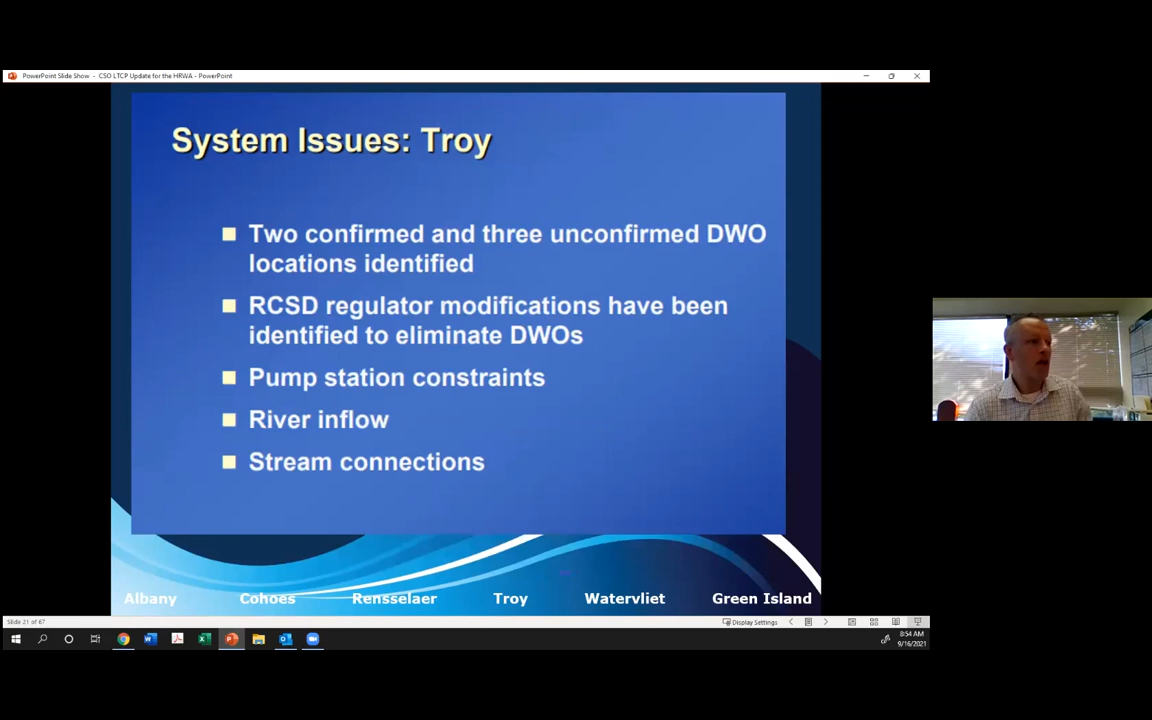 PowerPoint Slide Show - CSO LTCP Update for the HRWA - PowerPoint
System Issues: Troy
Two confirmed and three unconfirmed DWO
locations identified
RCSD regulator modifications have been
identified to eliminate DWOs
Pump station constraints
River inflow
Stream connections
Albany Cohoes Rensselaer Troy Watervliet Green Island
Slide 21 of 67
Display Settings
8:54 AM
9/16/2021